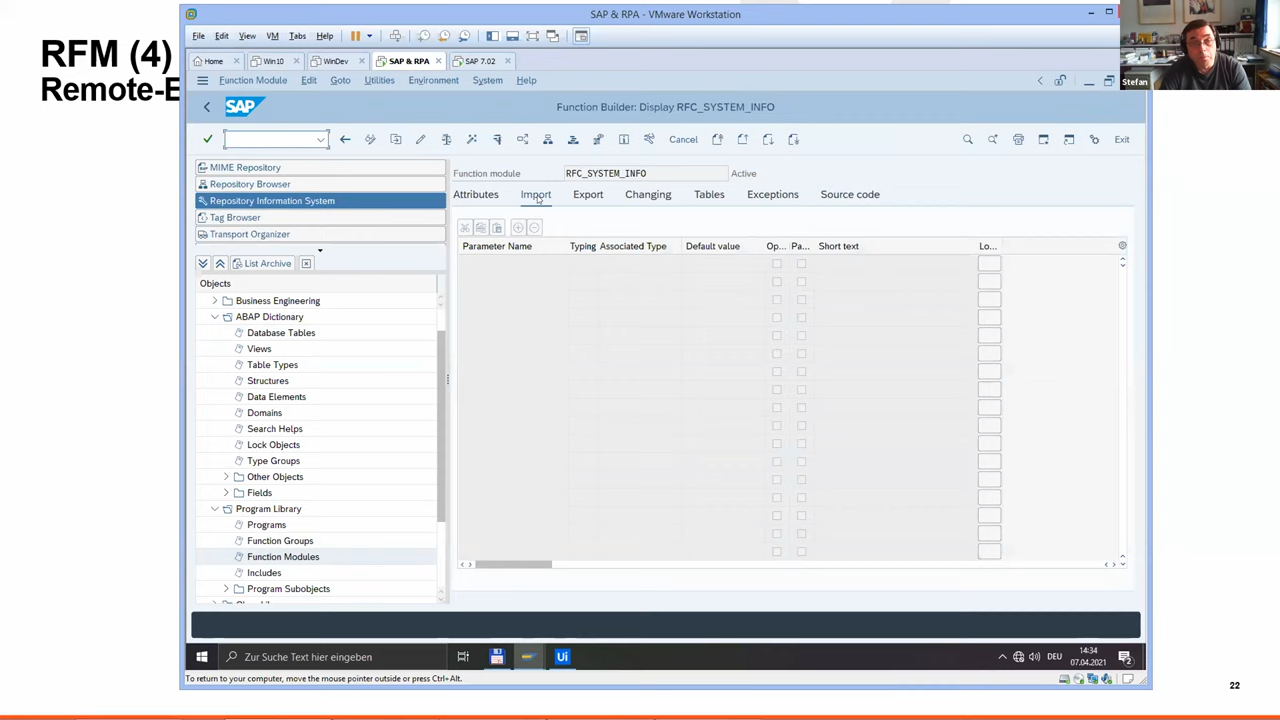 RFM (4)
Remote-E
SAP & RPA - VMware Workstation
File Edit View VM Tabs Help
Home Win10 WinDev SAP & RPA SAP 7.02
Function Module Edit Goto Utilities Environment System Help
SAP Function Builder: Display RFC_SYSTEM_INFO
Cancel Exit
MIME Repository
Repository Browser
Repository Information System
Tag Browser
Transport Organizer
List Archive
Objects
Business Engineering
ABAP Dictionary
Database Tables
Views
Table Types
Structures
Data Elements
Domains
Search Helps
Lock Objects
Type Groups
Other Objects
Fields
Program Library
Programs
Function Groups
Function Modules
Includes
Program Subobjects
Function module RFC_SYSTEM_INFO Active
Attributes Import Export Changing Tables Exceptions Source code
Parameter Name Typing Associated Type Default value Op... Pa... Short text Lo...
Zur Suche Text hier eingeben
Ui
DEU
14:34
07.04.2021
2
To return to your computer, move the mouse pointer outside or press Ctrl+Alt.
Stefan
22